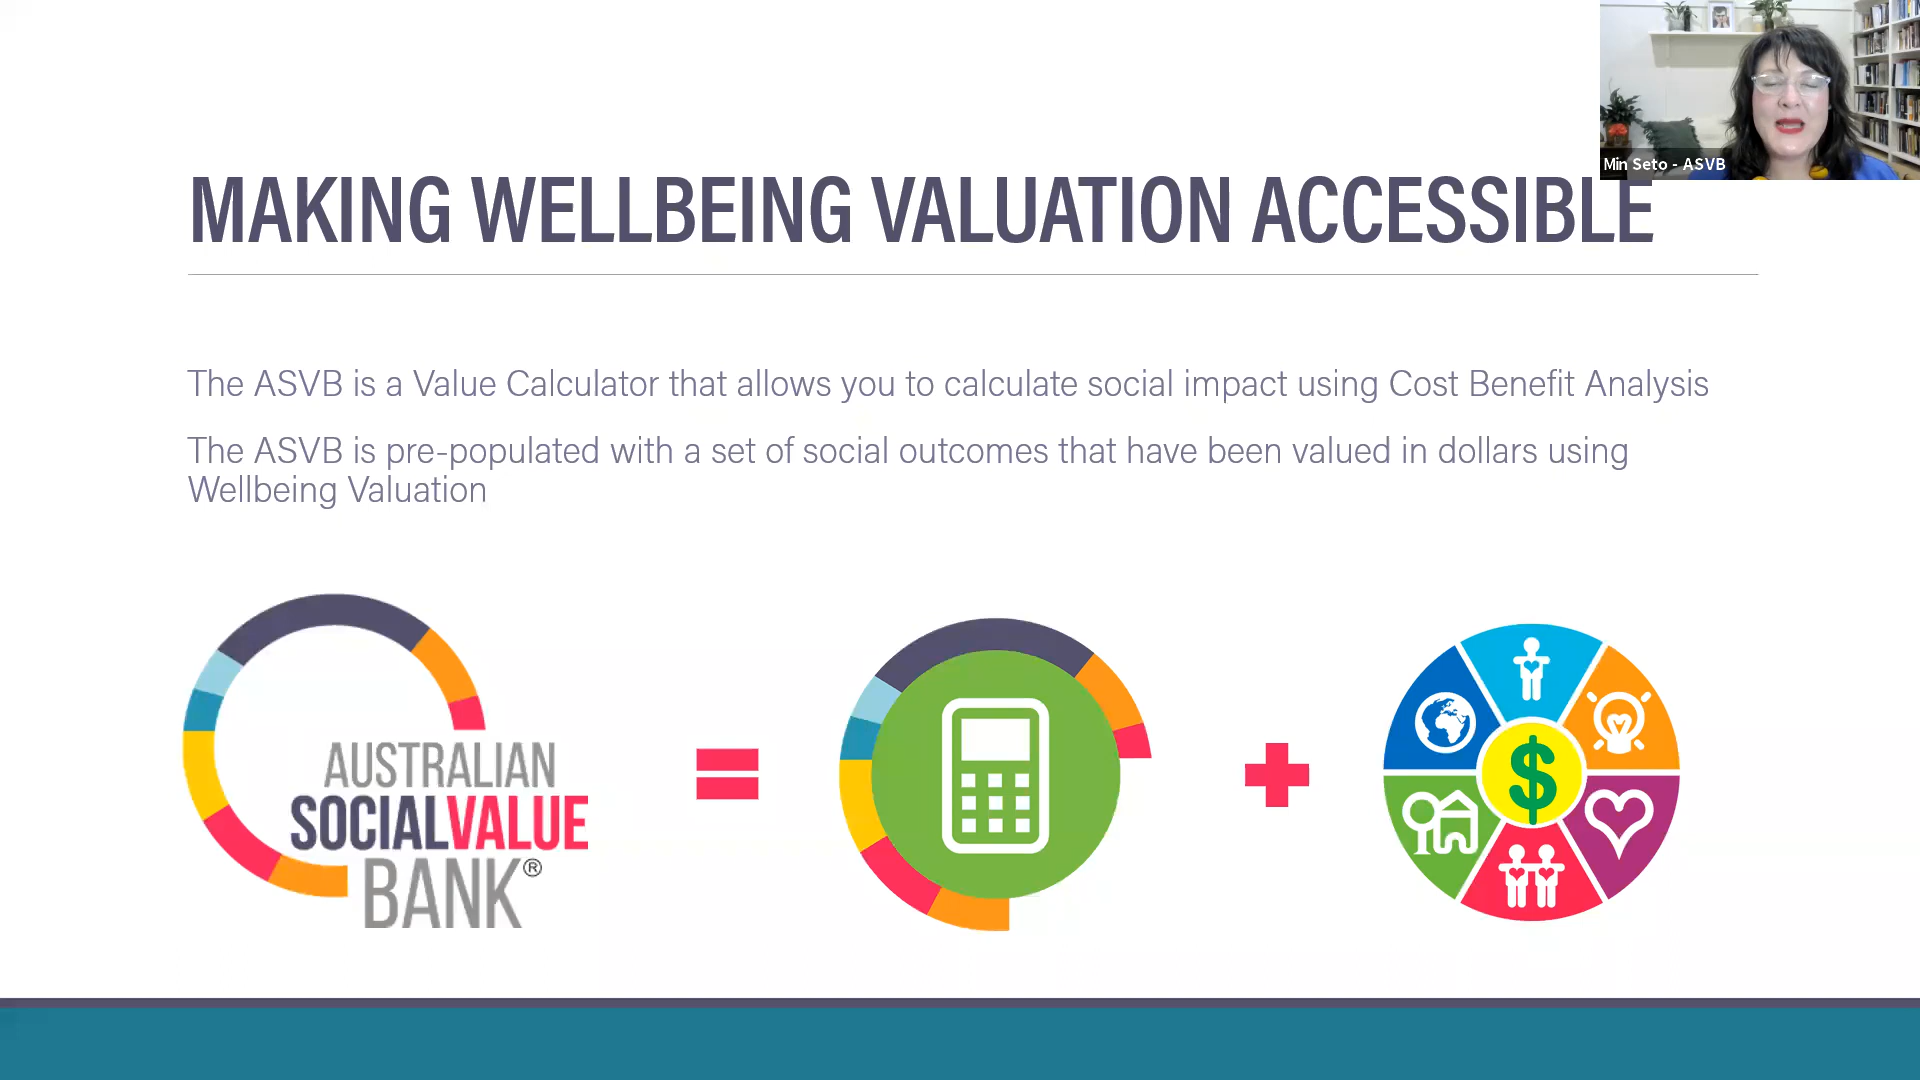 Min Seto - ASVB
MAKING WELLBEING VALUATION ACCESSIBLE
The ASVB is a Value Calculator that allows you to calculate social impact using Cost Benefit Analysis
The ASVB is pre-populated with a set of social outcomes that have been valued in dollars using
Wellbeing Valuation
AUSTRALIAN
SOCIALVALUE
BANK®
=
+
$